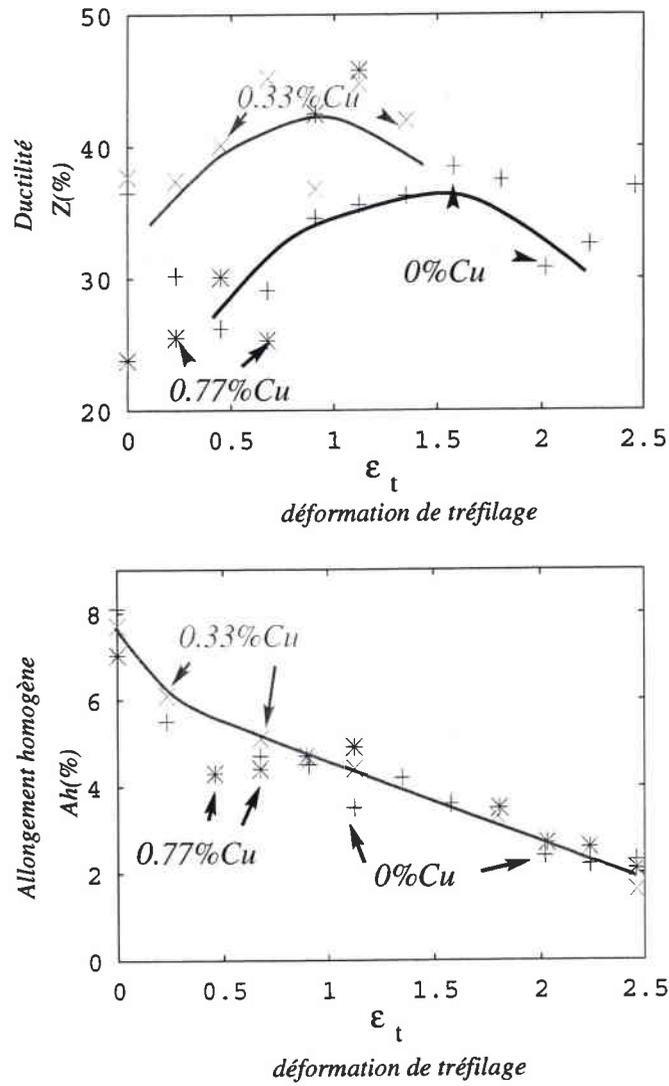 50
40
30
20
Ductilité
Z(%)
0.33%Cu
0%Cu
0.77%Cu
0 0.5 1 1.5 2 2.5
ε t
déformation de tréfilage
8
6
4
2
0
Allongement homogène
Ah(%)
0.33%Cu
0.77%Cu
0%Cu
0 0.5 1 1.5 2 2.5
ε t
déformation de tréfilage